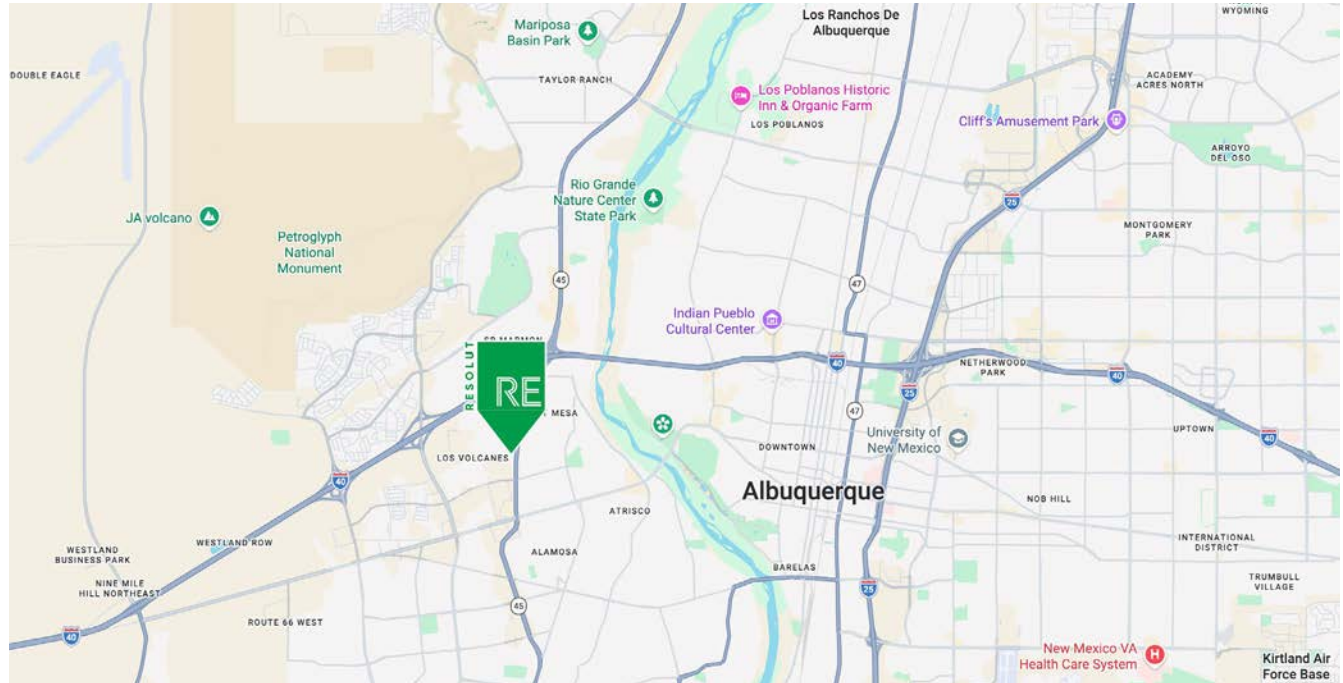 WYOMING
Los Ranchos De
Albuquerque
Mariposa
Basin Park
DOUBLE EAGLE
TAYLOR RANCH
ACADEMY
ACRES NORTH
Los Poblanos Historic
Inn & Organic Farm
LOS POBLANOS
Cliff's Amusement Park
ARROYO
DEL OSO
Rio Grande
Nature Center
State Park
25
JA volcano
MONTGOMERY
PARK
Petroglyph
National
Monument
45
47
Indian Pueblo
Cultural Center
RESOLUT
RE
40
NETHERWOOD
PARK
40
25
MESA
47
40
UPTOWN
University of
New Mexico
DOWNTOWN
LOS VOLCANES
40
Albuquerque
NOB HILL
ATRISCO
INTERNATIONAL
DISTRICT
WESTLAND ROW
WESTLAND
BUSINESS PARK
ALAMOSA
BARELAS
TRUMBULL
VILLAGE
NINE MILE
HILL NORTHEAST
25
45
ROUTE 66 WEST
40
New Mexico VA
Health Care System
H
Kirtland Air
Force Base